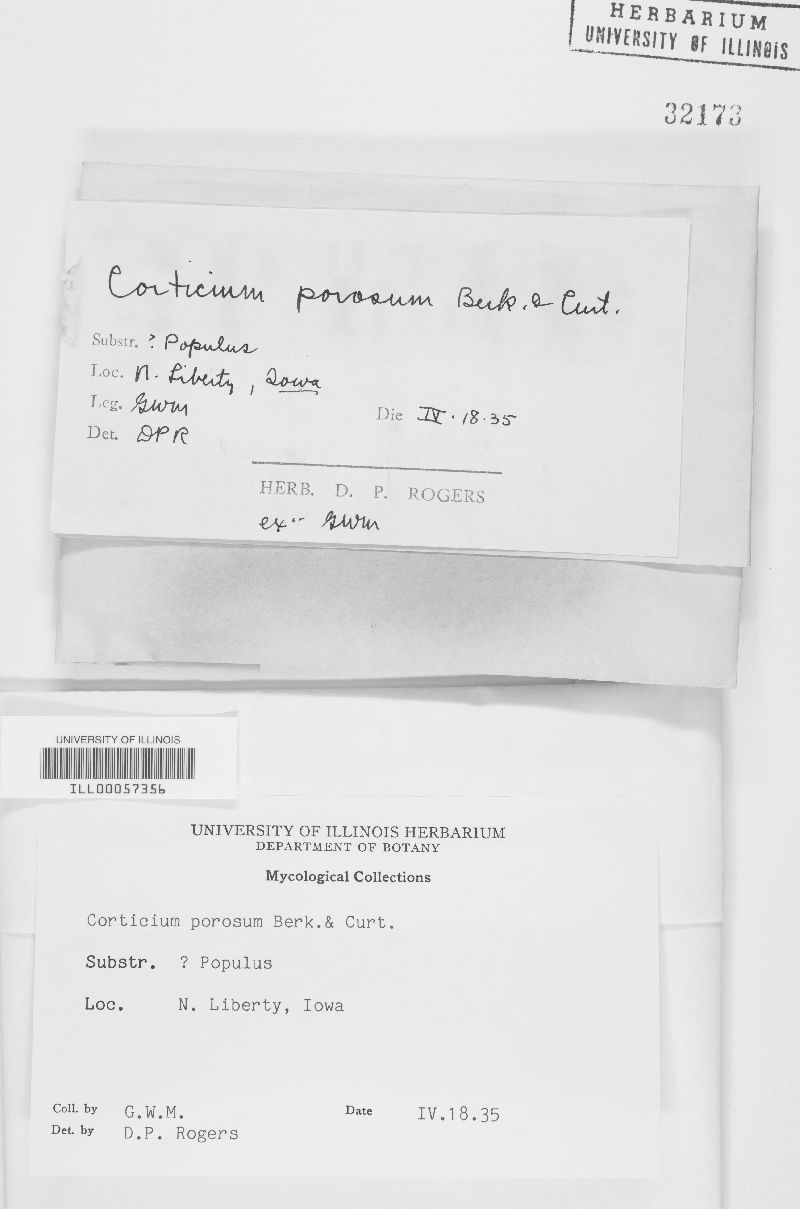 HERBARIUM
UNIVERSITY OF ILLINOIS
32173
Corticium porosum Berk. & Curt.
Substr. ? Populus
Loc. N. Liberty, Iowa
Leg. GWM
Die IV. 18.35
Det. DPR
HERB. D. P. ROGERS
ex GWM
UNIVERSITY OF ILLINOIS
ILL00057356
UNIVERSITY OF ILLINOIS HERBARIUM
DEPARTMENT OF BOTANY
Mycological Collections
Corticium porosum Berk.& Curt.
Substr. ? Populus
Loc. N. Liberty, Iowa
Coll. by G.W.M. Date IV.18.35
Det. by D.P. Rogers